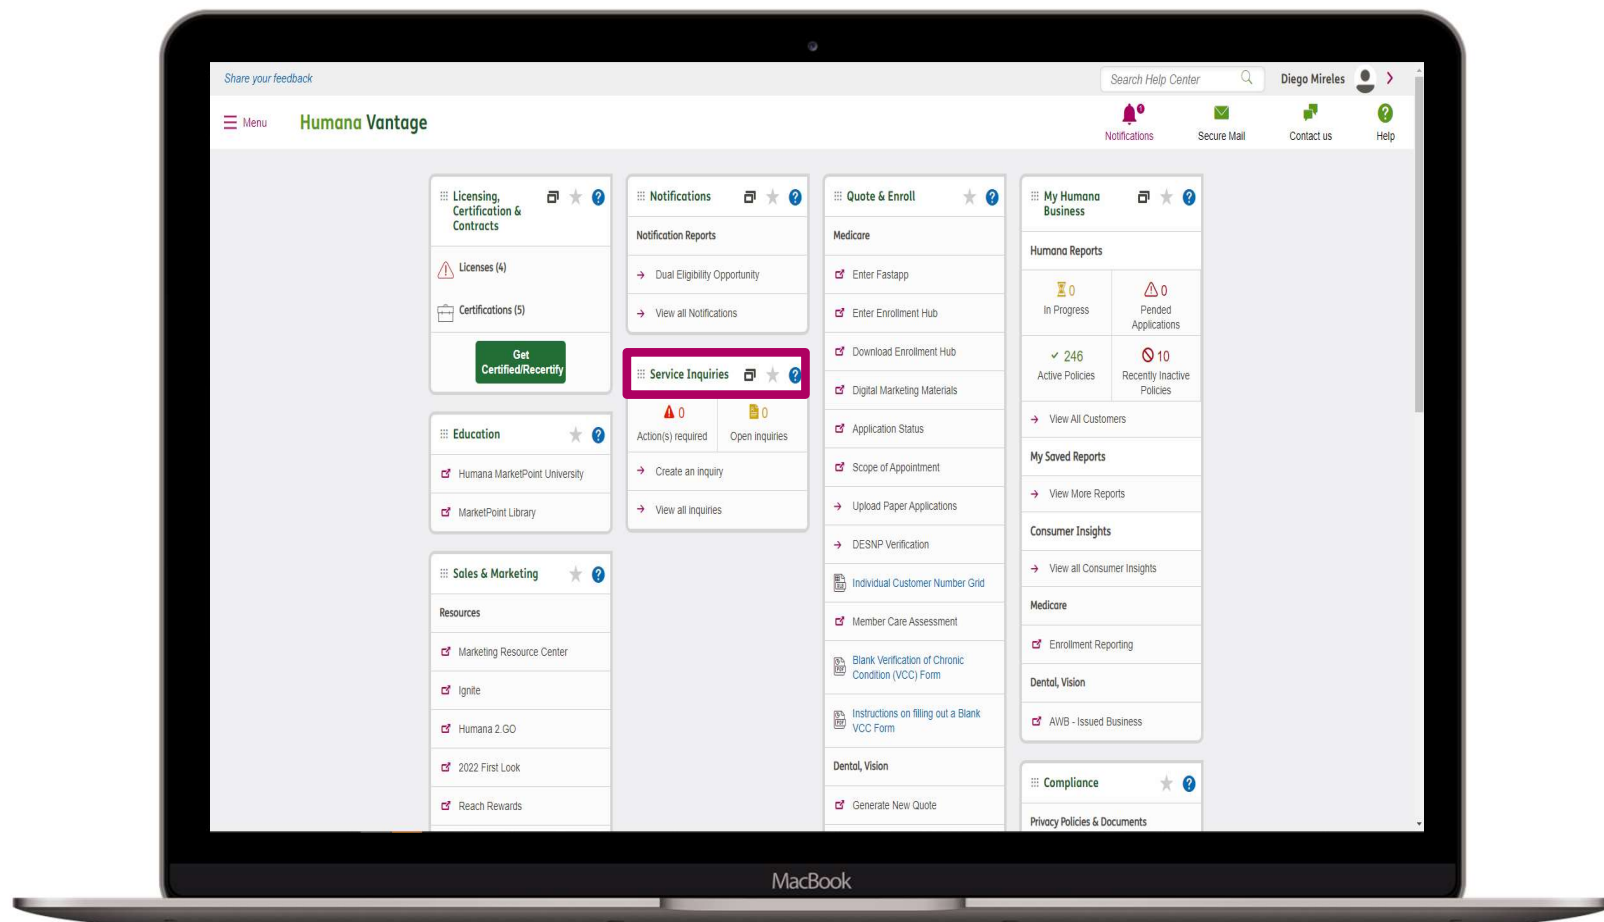 Share your feedback
Search Help Center
Diego Mireles
Menu
Humana Vantage
Notifications
Secure Mail
Contact us
Help
Licensing,
Certification &
Contracts
Licenses (4)
Certifications (5)
Get
Certified/Recertify
Education
Humana MarketPoint University
MarketPoint Library
Sales & Marketing
Resources
Marketing Resource Center
Ignite
Humana 2.GO
2022 First Look
Reach Rewards
Notifications
Notification Reports
Dual Eligibility Opportunity
View all Notifications
Service Inquiries
0
Action(s) required
0
Open inquiries
Create an inquiry
View all inquiries
Quote & Enroll
Medicare
Enter Fastapp
Enter Enrollment Hub
Download Enrollment Hub
Digital Marketing Materials
Application Status
Scope of Appointment
Upload Paper Applications
DESNP Verification
Individual Customer Number Grid
Member Care Assessment
Blank Verification of Chronic
Condition (VCC) Form
Instructions on filling out a Blank
VCC Form
Dental, Vision
Generate New Quote
My Humana
Business
Humana Reports
0
In Progress
0
Pended
Applications
246
Active Policies
10
Recently Inactive
Policies
View All Customers
My Saved Reports
View More Reports
Consumer Insights
View all Consumer Insights
Medicare
Enrollment Reporting
Dental, Vision
AWB - Issued Business
Compliance
Privacy Policies & Documents
MacBook